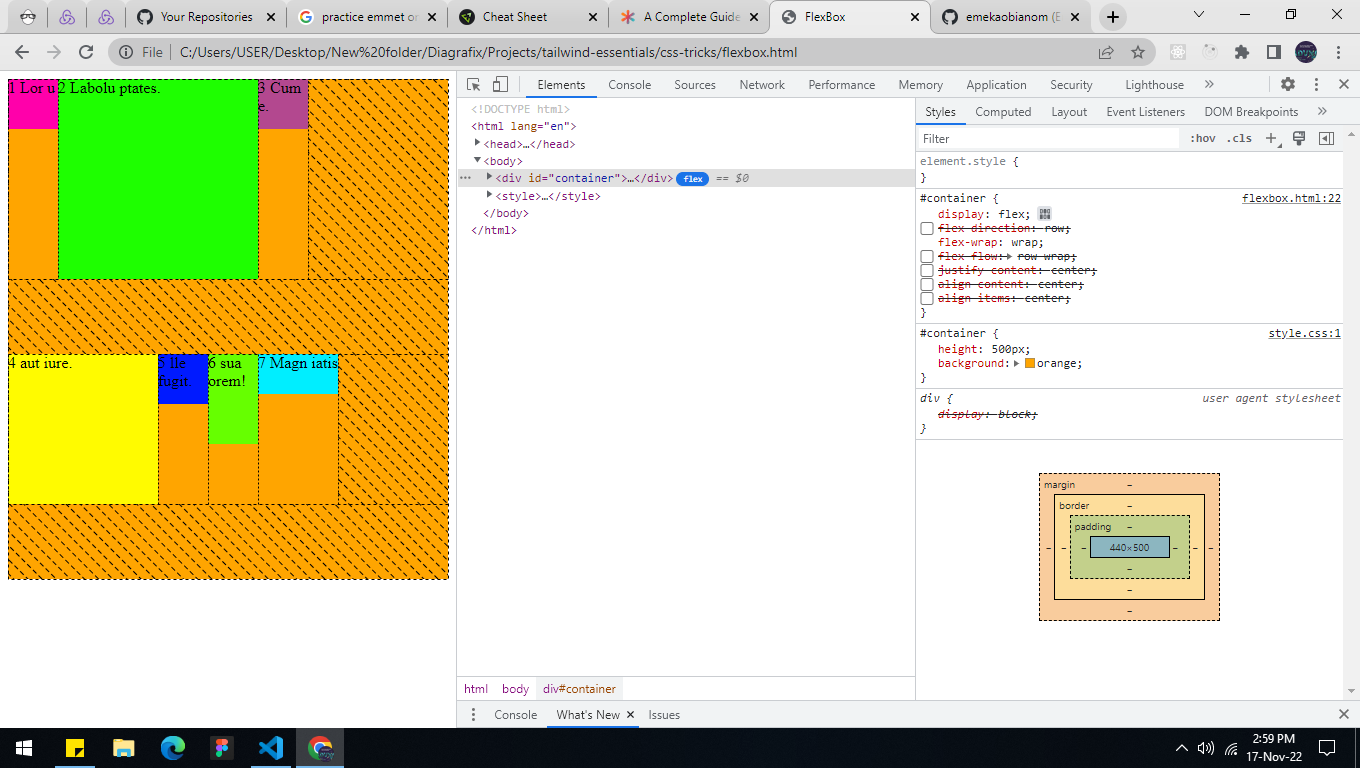 Your Repositories
practice emmet or
Cheat Sheet
A Complete Guide
FlexBox
emekaobianom (E
File
C:/Users/USER/Desktop/New%20folder/Diagrafix/Projects/tailwind-essentials/css-tricks/flexbox.html
1 Lor u
2 Labolu ptates.
3 Cum
e.
4 aut iure.
5 lle
fugit.
6 sua
orem!
7 Magn iatis
Elements Console Sources Network Performance Memory Application Security Lighthouse
<!DOCTYPE html>
<html lang="en">
<head>…</head>
<body>
<div id="container">…</div> flex == $0
<style>…</style>
</body>
</html>
Styles Computed Layout Event Listeners DOM Breakpoints
Filter :hov .cls
element.style {
}
#container { flexbox.html:22
display: flex;
flex-direction: row;
flex-wrap: wrap;
flex-flow: row wrap;
justify-content: center;
align-content: center;
align-items: center;
}
#container { style.css:1
height: 500px;
background: orange;
}
div { user agent stylesheet
display: block;
}
margin –
border –
padding –
– – – 440×500 – – –
–
–
–
html body div#container
Console What's New Issues
2:59 PM
17-Nov-22